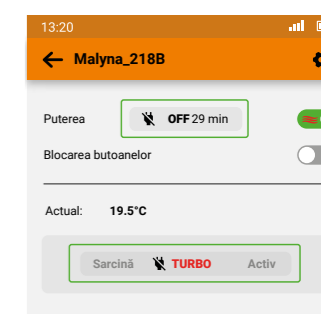 13:20
Malyna_218B
Puterea OFF 29 min
Blocarea butoanelor
Actual: 19.5°C
Sarcină TURBO Activ